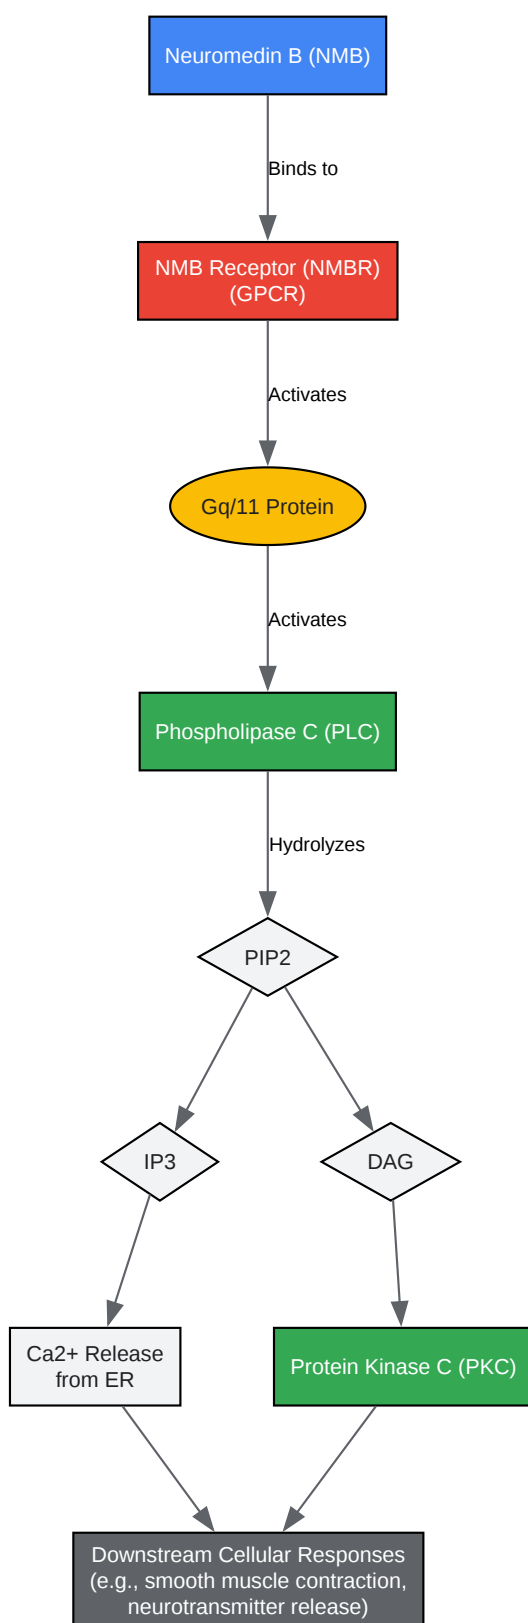 Neuromedin B (NMB)
Binds to
NMB Receptor (NMBR)
(GPCR)
Activates
Gq/11 Protein
Activates
Phospholipase C (PLC)
Hydrolyzes
PIP2
IP3
DAG
Ca2+ Release
from ER
Protein Kinase C (PKC)
Downstream Cellular Responses
(e.g., smooth muscle contraction,
neurotransmitter release)